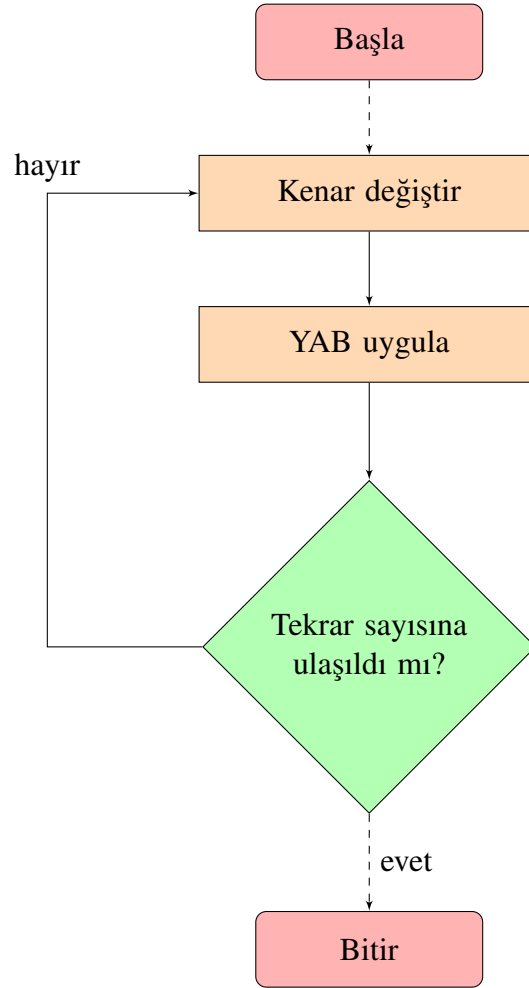 Başla
hayır
Kenar değiştir
YAB uygula
Tekrar sayısına
ulaşıldı mı?
evet
Bitir